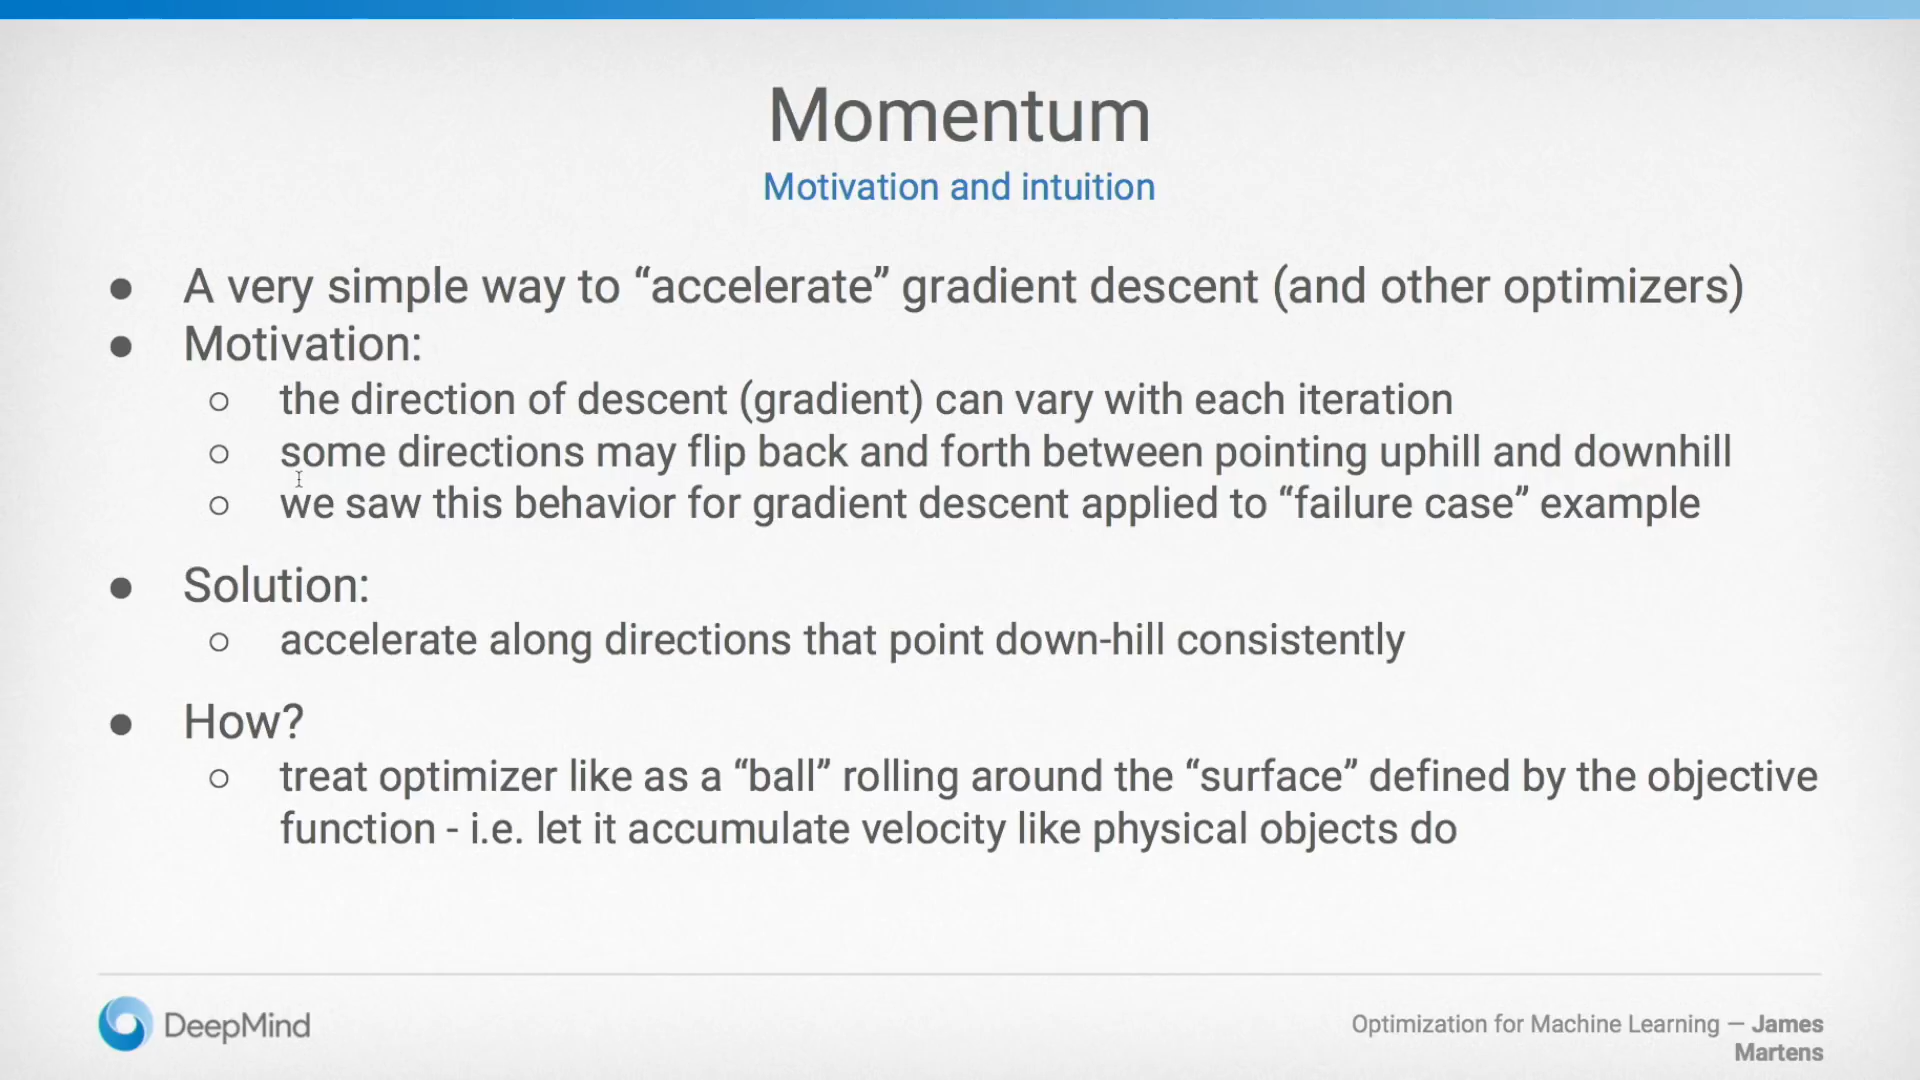 Momentum
Motivation and intuition
● A very simple way to “accelerate” gradient descent (and other optimizers)
● Motivation:
○ the direction of descent (gradient) can vary with each iteration
○ some directions may flip back and forth between pointing uphill and downhill
○ we saw this behavior for gradient descent applied to “failure case” example
● Solution:
○ accelerate along directions that point down-hill consistently
● How?
○ treat optimizer like as a “ball” rolling around the “surface” defined by the objective
function - i.e. let it accumulate velocity like physical objects do
DeepMind
Optimization for Machine Learning — James
Martens